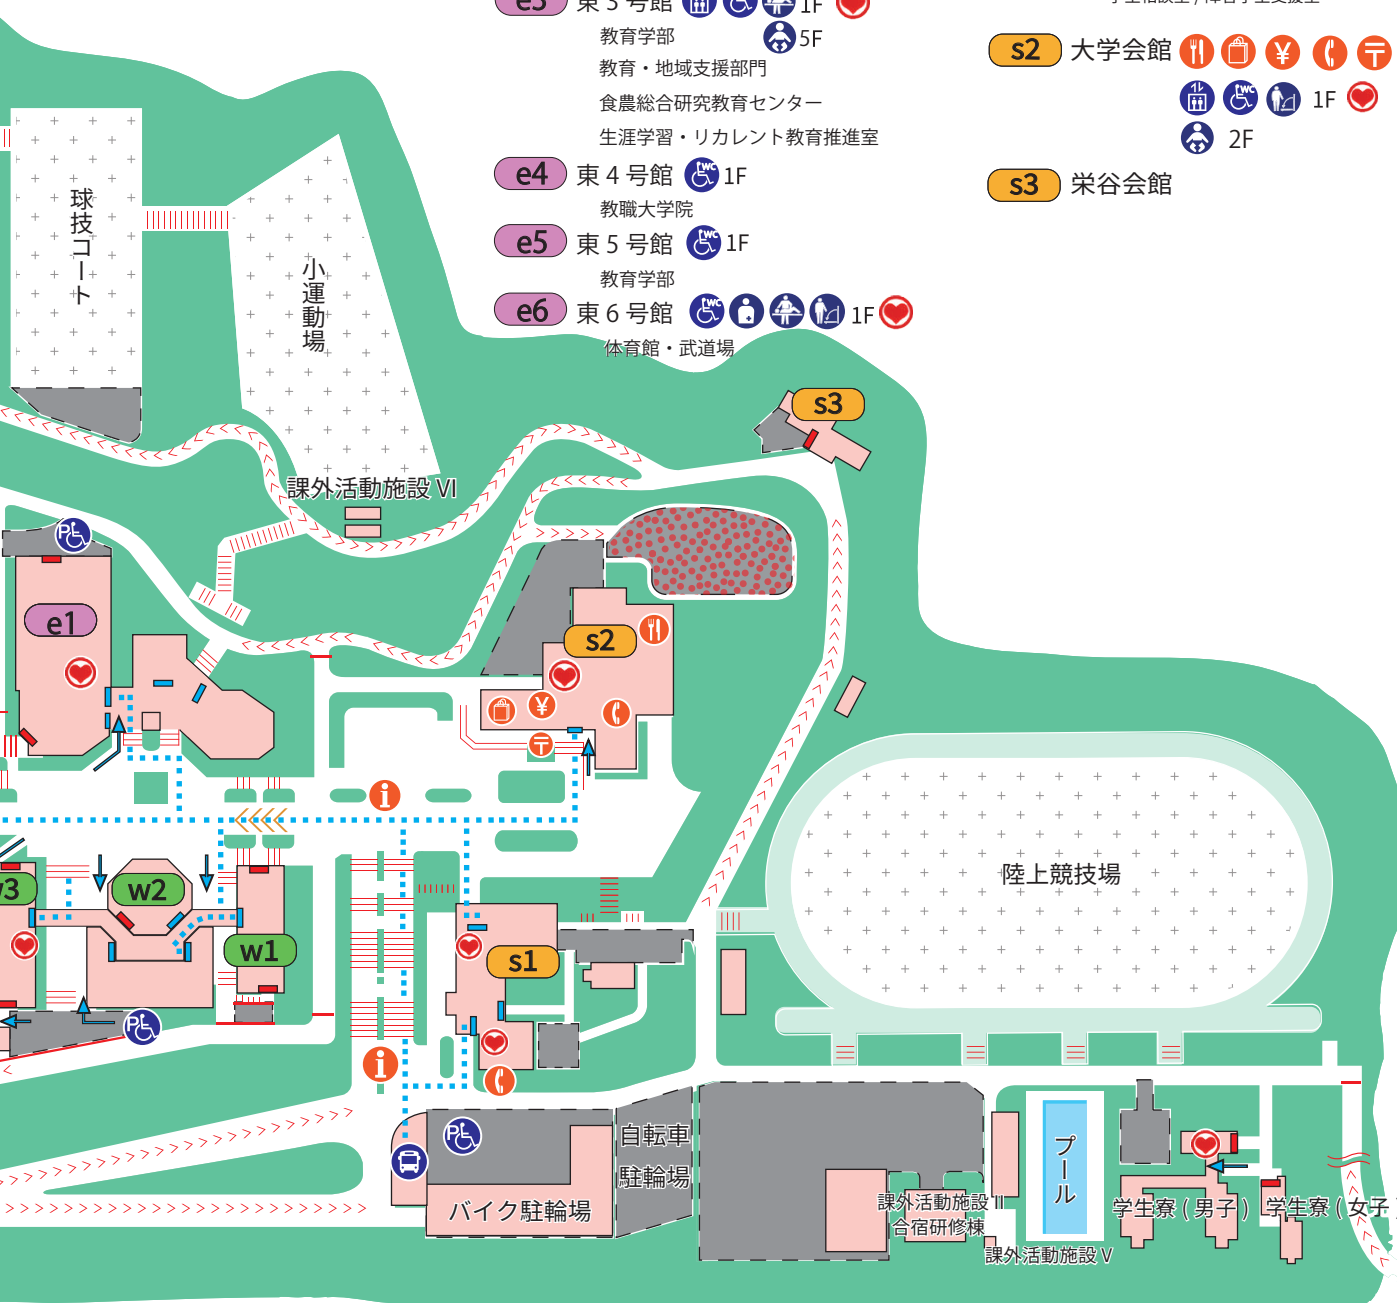 e3 東３号館 1F
教育学部 5F
教育・地域支援部門
食農総合研究教育センター
生涯学習・リカレント教育推進室
e4 東４号館 WC 1F
教職大学院
e5 東５号館 WC 1F
教育学部
e6 東６号館 WC 1F
体育館・武道場
s2 大学会館 ¥ 〒
WC 1F
2F
s3 栄谷会館
球技コート
小運動場
s3
課外活動施設 VI
P
e1
s2
¥
〒
i
陸上競技場
w3
w2
w1
s1
P
i
P
自転車
駐輪場
バイク駐輪場
課外活動施設 II
合宿研修棟
課外活動施設 V
プール
学生寮 ( 男子 )
学生寮 ( 女子